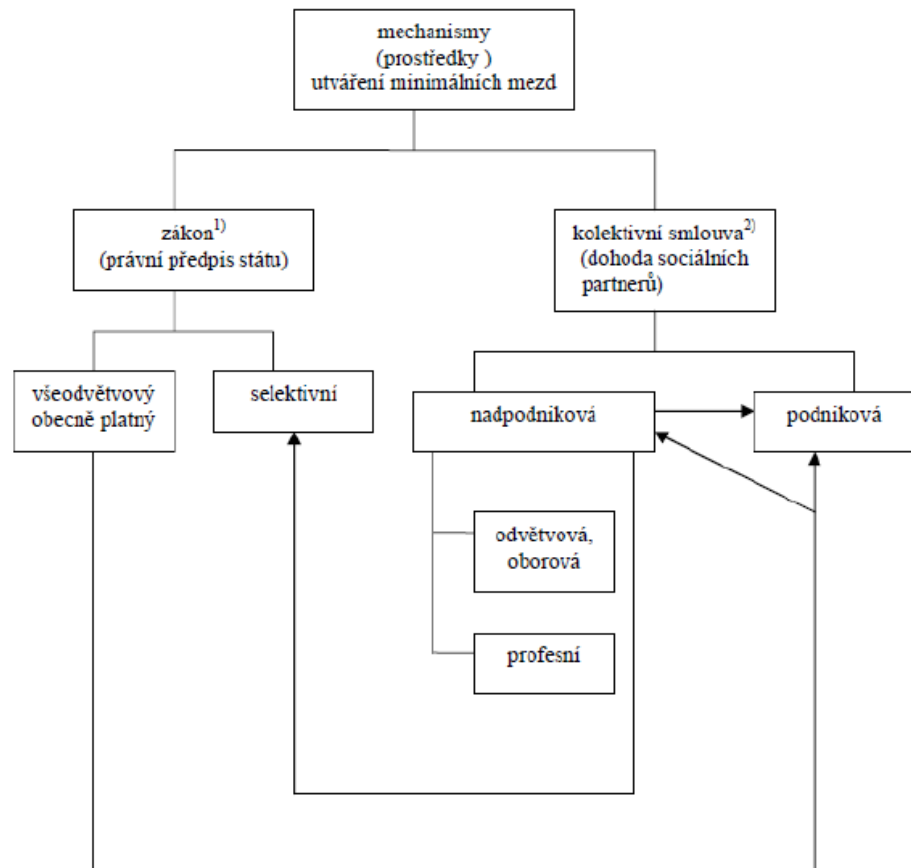 mechanismy
(prostředky )
utváření minimálních mezd
zákon1)
(právní předpis státu)
kolektivní smlouva2)
(dohoda sociálních
partnerů)
všeodvětvový
obecně platný
selektivní
nadpodniková
podniková
odvětvová,
oborová
profesní